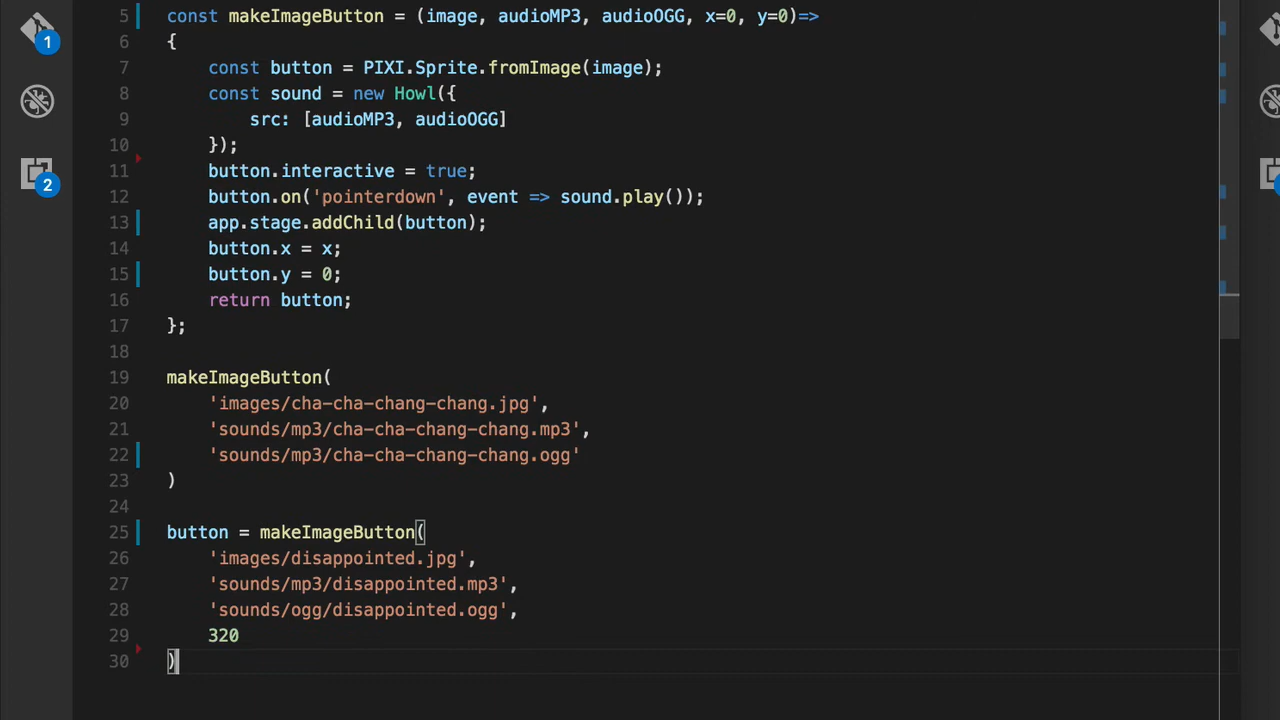 1
2
5 const makeImageButton = (image, audioMP3, audioOGG, x=0, y=0)=>
6 {
7 const button = PIXI.Sprite.fromImage(image);
8 const sound = new Howl({
9 src: [audioMP3, audioOGG]
10 });
11 button.interactive = true;
12 button.on('pointerdown', event => sound.play());
13 app.stage.addChild(button);
14 button.x = x;
15 button.y = 0;
16 return button;
17 };
18
19 makeImageButton(
20 'images/cha-cha-chang-chang.jpg',
21 'sounds/mp3/cha-cha-chang-chang.mp3',
22 'sounds/mp3/cha-cha-chang-chang.ogg'
23 )
24
25 button = makeImageButton(
26 'images/disappointed.jpg',
27 'sounds/mp3/disappointed.mp3',
28 'sounds/ogg/disappointed.ogg',
29 320
30 )